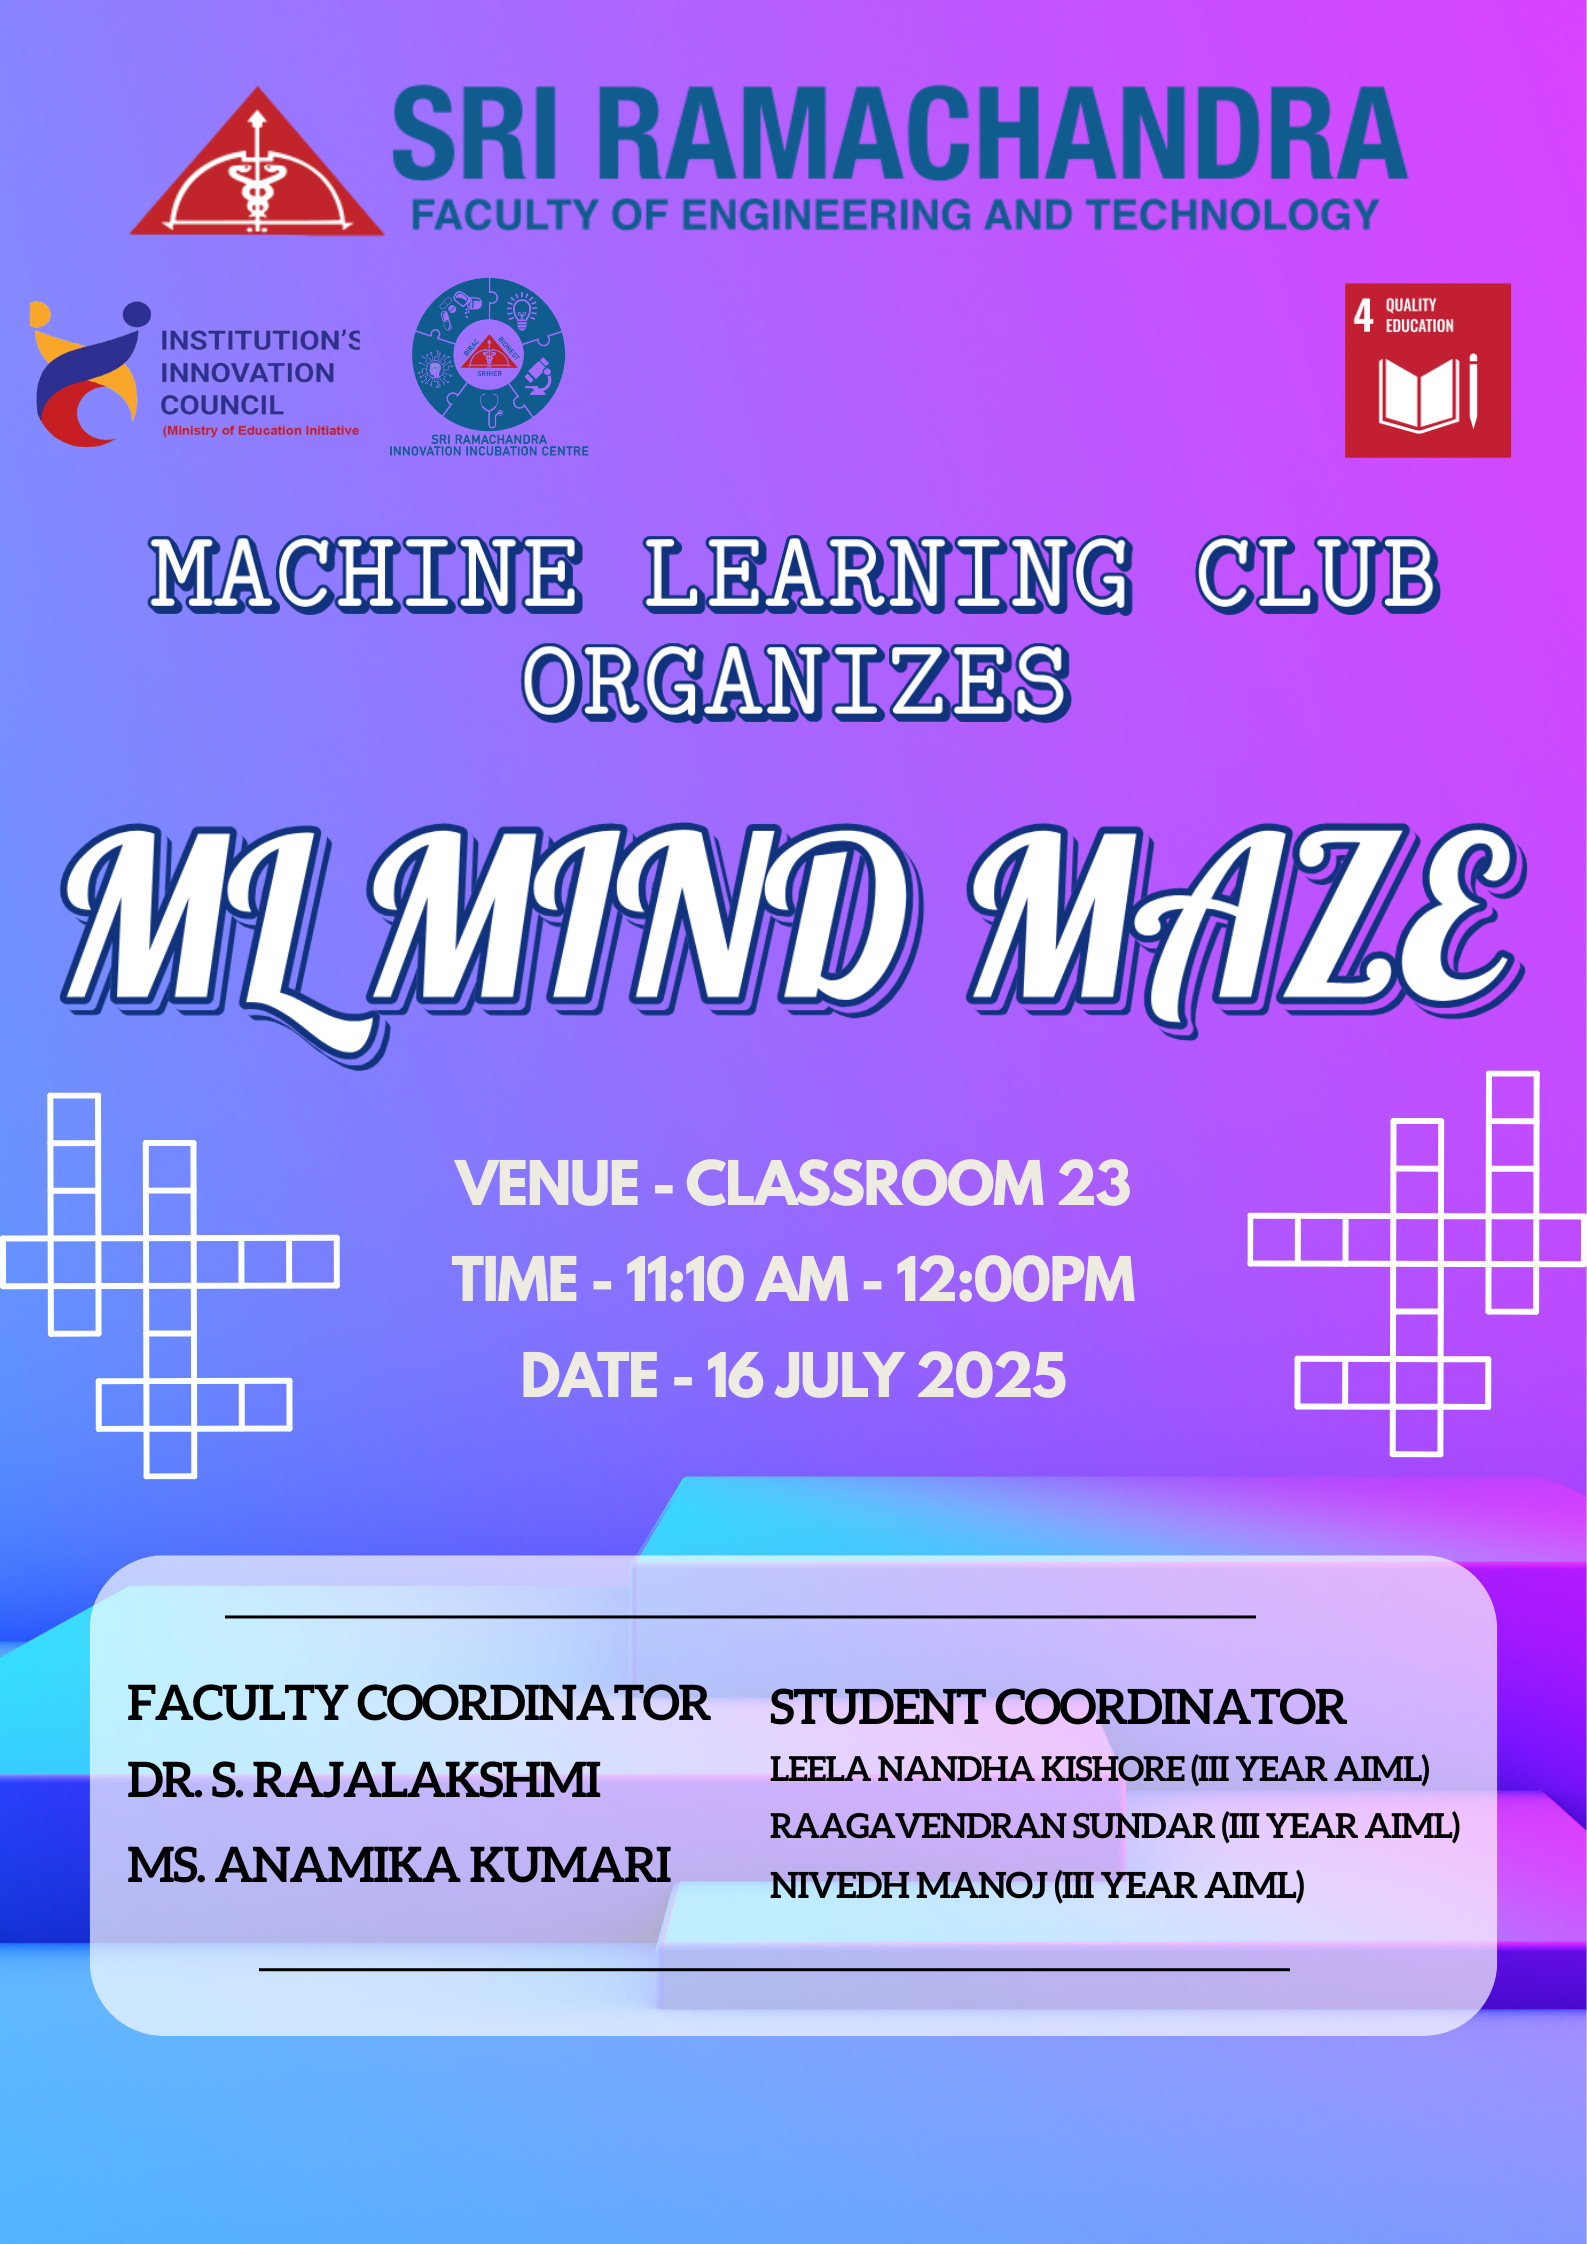 SRI RAMACHANDRA
FACULTY OF ENGINEERING AND TECHNOLOGY
INSTITUTION'S
INNOVATION
COUNCIL
(Ministry of Education Initiative
BIRAC
BIONEST
SRIHER
SRI RAMACHANDRA
INNOVATION INCUBATION CENTRE
4 QUALITY
EDUCATION
MACHINE LEARNING CLUB
ORGANIZES
ML MIND MAZE
VENUE - CLASSROOM 23
TIME - 11:10 AM - 12:00PM
DATE - 16 JULY 2025
FACULTY COORDINATOR
DR. S. RAJALAKSHMI
MS. ANAMIKA KUMARI
STUDENT COORDINATOR
LEELA NANDHA KISHORE (III YEAR AIML)
RAAGAVENDRAN SUNDAR (III YEAR AIML)
NIVEDH MANOJ (III YEAR AIML)